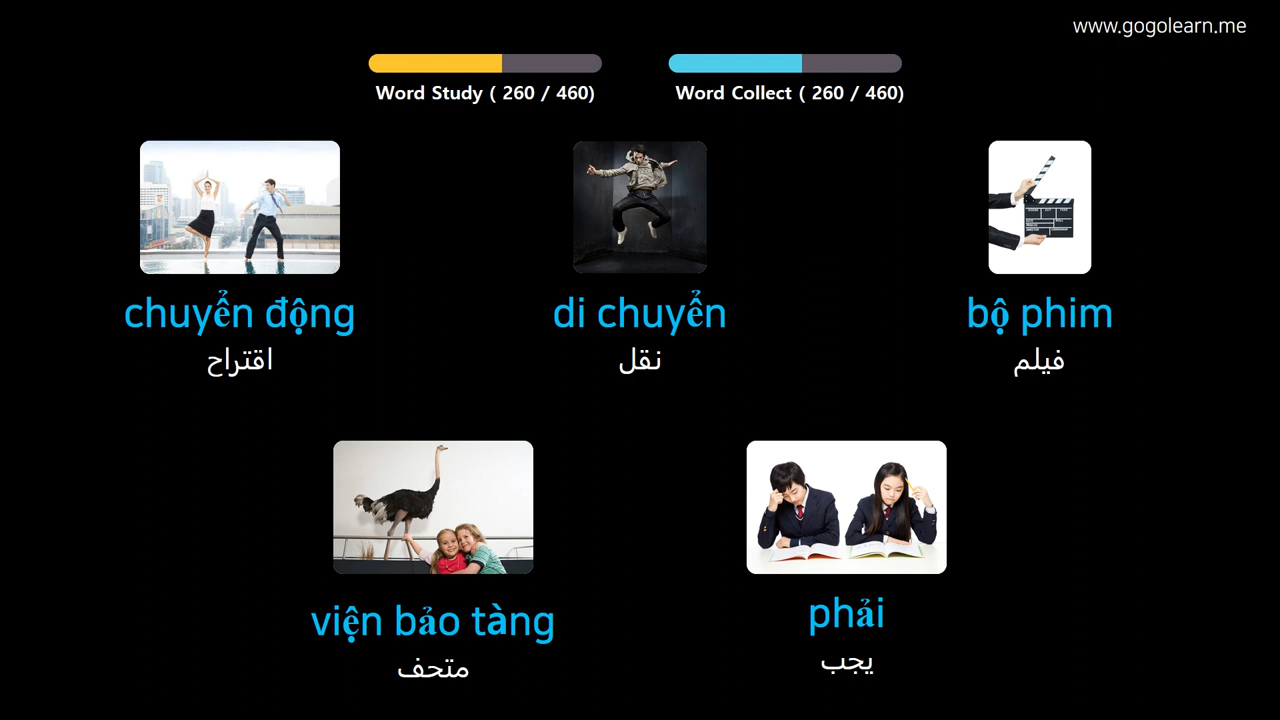 www.gogolearn.me
Word Study ( 260 / 460)
Word Collect ( 260 / 460)
chuyển động
اقتراح
di chuyển
نقل
bộ phim
فيلم
viện bảo tàng
متحف
phải
يجب